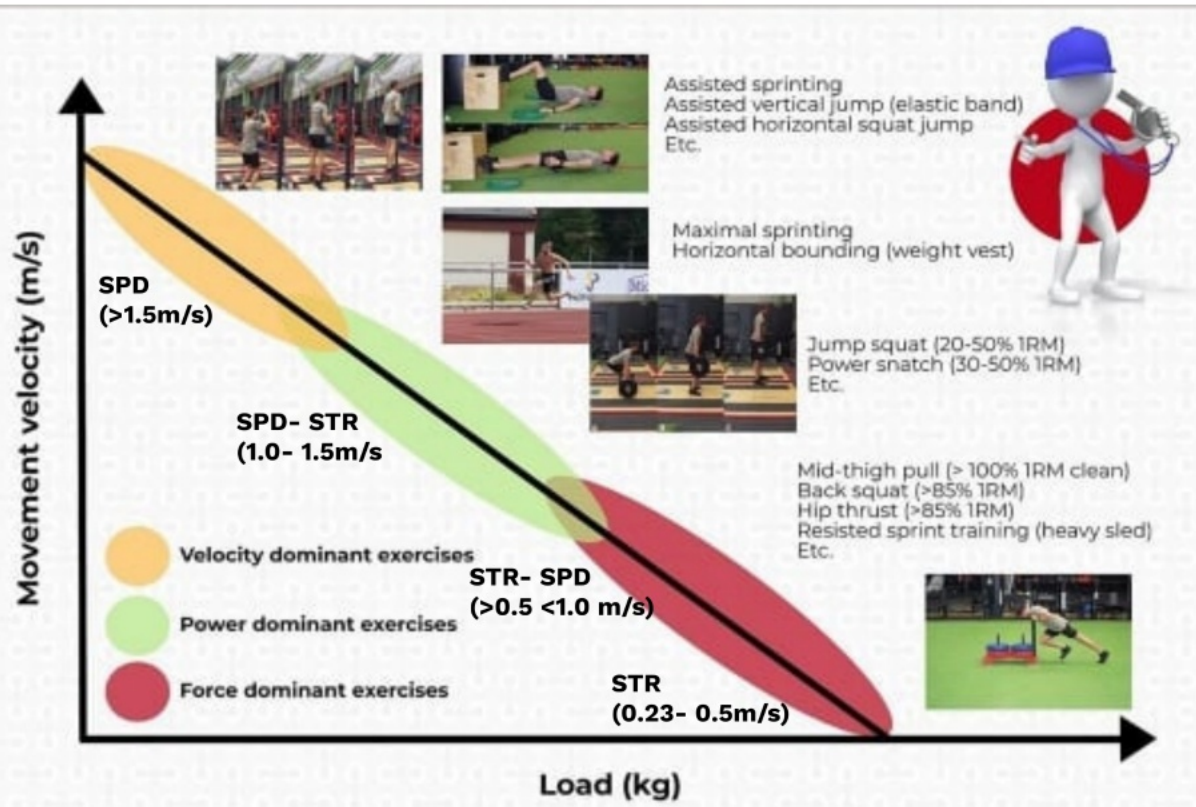 Assisted sprinting
Assisted vertical jump (elastic band)
Assisted horizontal squat jump
Etc.
Maximal sprinting
Horizontal bounding (weight vest)
Jump squat (20-50% 1RM)
Power snatch (30-50% 1RM)
Etc.
Mid-thigh pull (> 100% 1RM clean)
Back squat (>85% 1RM)
Hip thrust (>85% 1RM)
Resisted sprint training (heavy sled)
Etc.
Movement velocity (m/s)
SPD
(>1.5m/s)
SPD- STR
(1.0- 1.5m/s
STR- SPD
(>0.5 <1.0 m/s)
STR
(0.23- 0.5m/s)
Velocity dominant exercises
Power dominant exercises
Force dominant exercises
Load (kg)